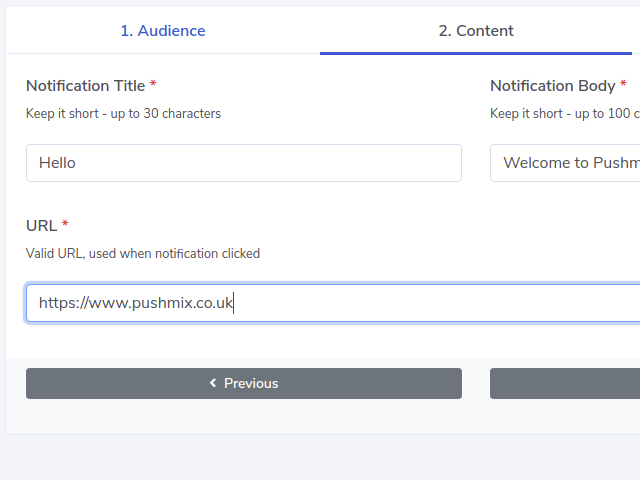 1. Audience
2. Content
Notification Title *
Keep it short - up to 30 characters
Hello
Notification Body *
Keep it short - up to 100 c
Welcome to Pushm
URL *
Valid URL, used when notification clicked
https://www.pushmix.co.uk
Previous